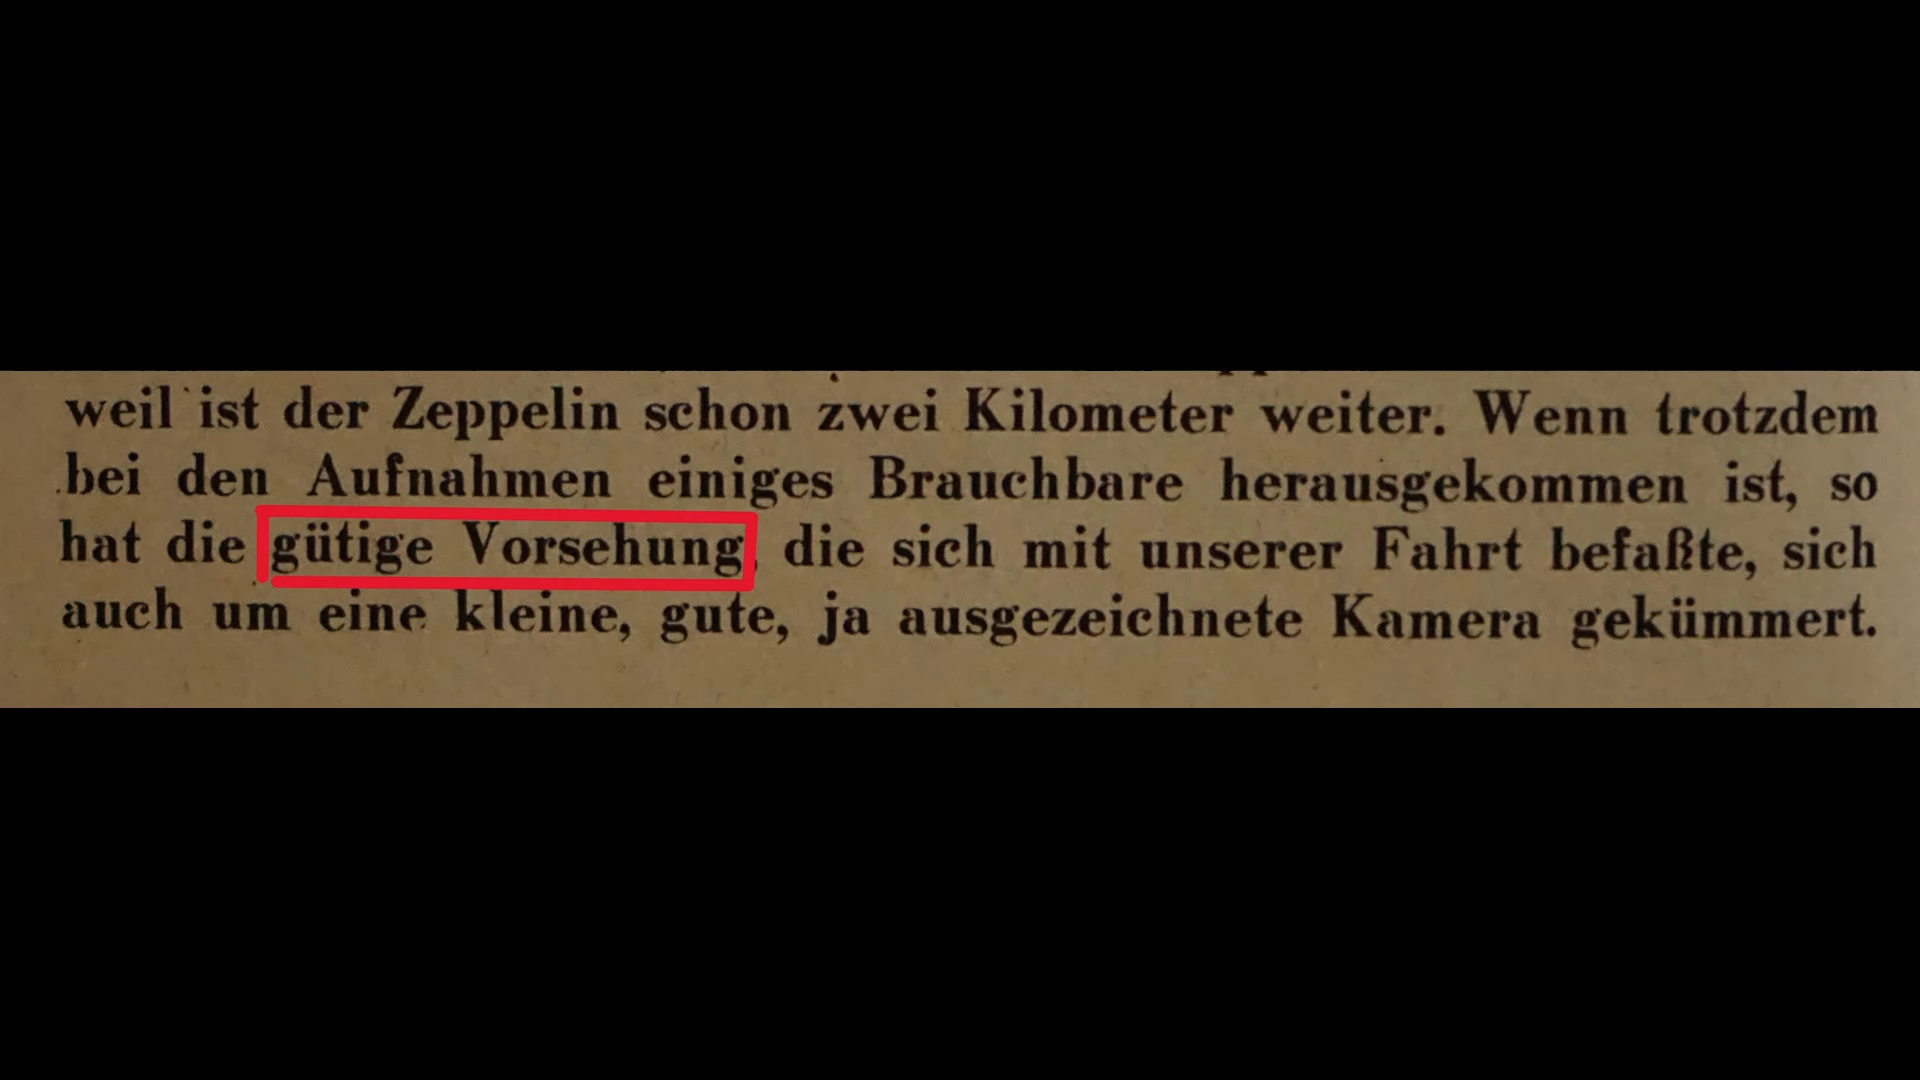 weil ist der Zeppelin schon zwei Kilometer weiter. Wenn trotzdem
bei den Aufnahmen einiges Brauchbare herausgekommen ist, so
hat die gütige Vorsehung, die sich mit unserer Fahrt befaßte, sich
auch um eine kleine, gute, ja ausgezeichnete Kamera gekümmert.